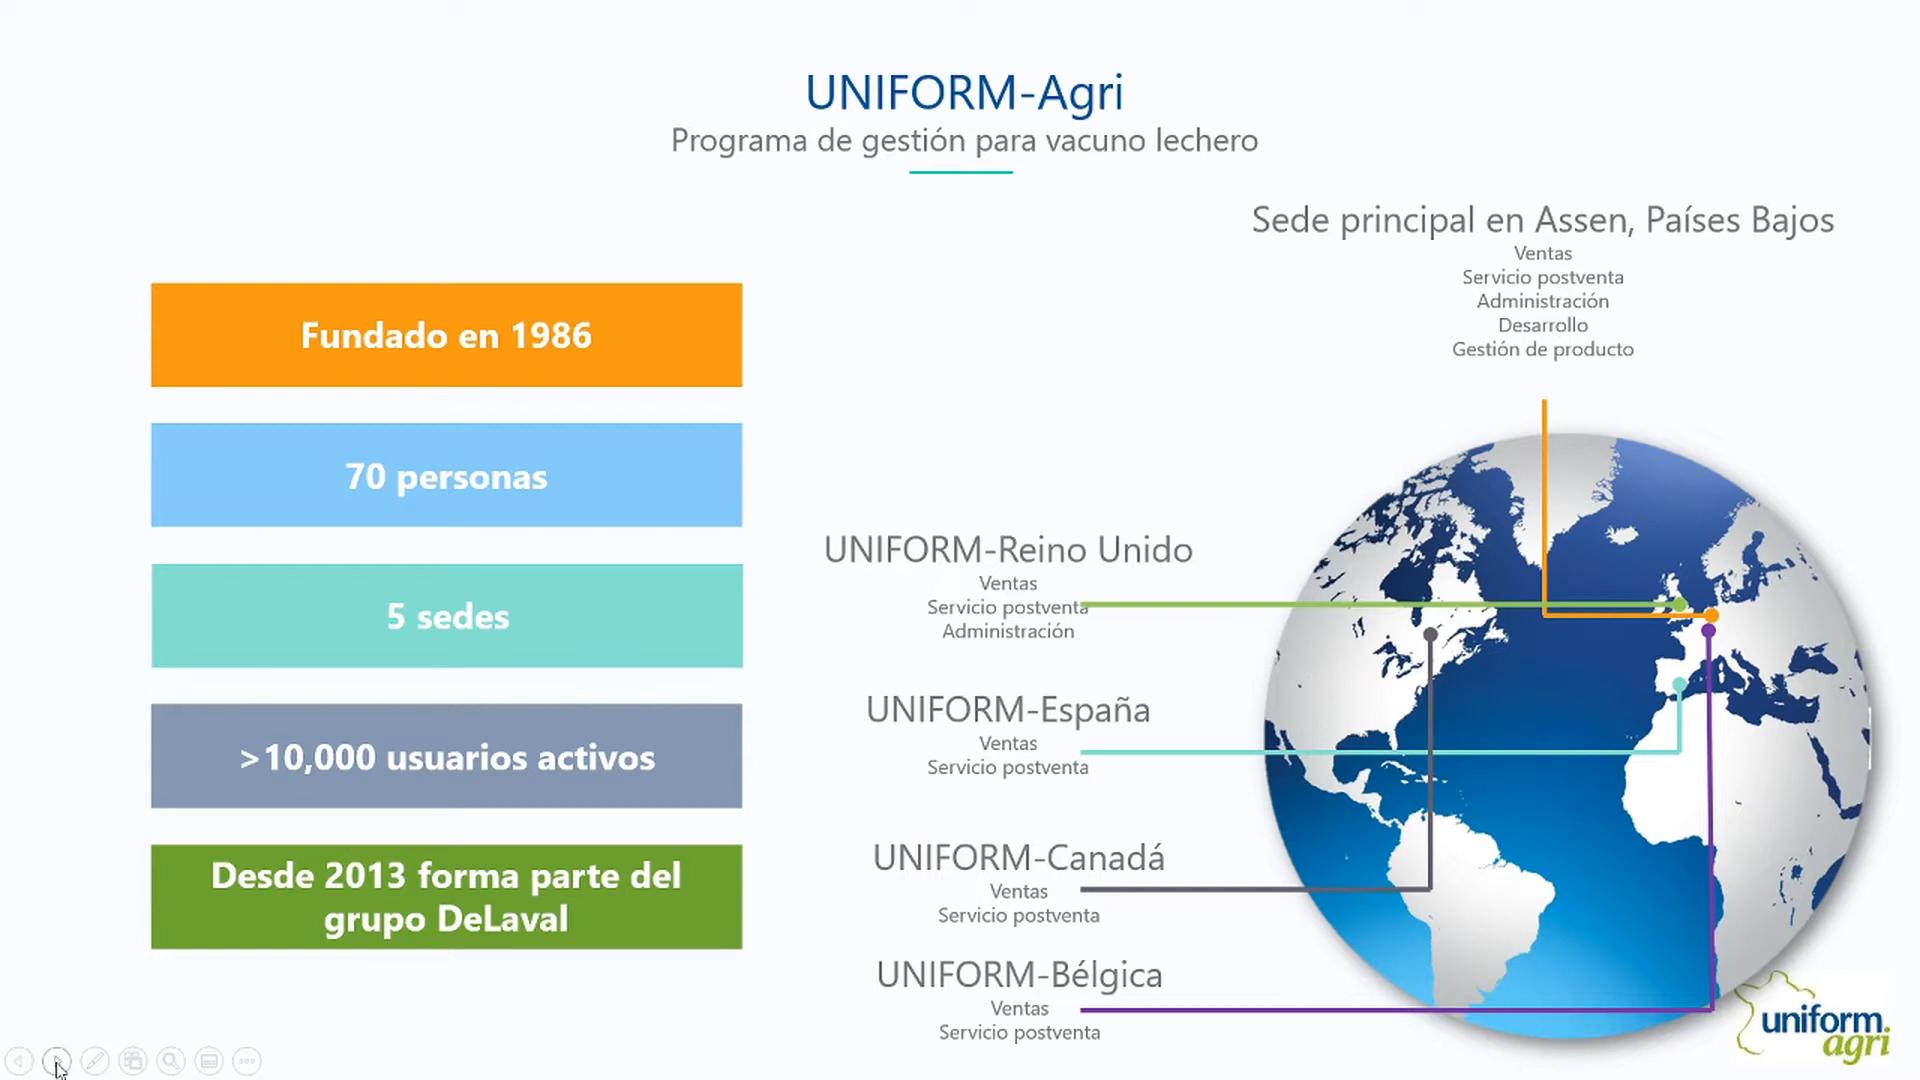 UNIFORM-Agri
Programa de gestión para vacuno lechero
Fundado en 1986
70 personas
5 sedes
>10,000 usuarios activos
Desde 2013 forma parte del
grupo DeLaval
Sede principal en Assen, Países Bajos
Ventas
Servicio postventa
Administración
Desarrollo
Gestión de producto
UNIFORM-Reino Unido
Ventas
Servicio postventa
Administración
UNIFORM-España
Ventas
Servicio postventa
UNIFORM-Canadá
Ventas
Servicio postventa
UNIFORM-Bélgica
Ventas
Servicio postventa
uniform.
agri